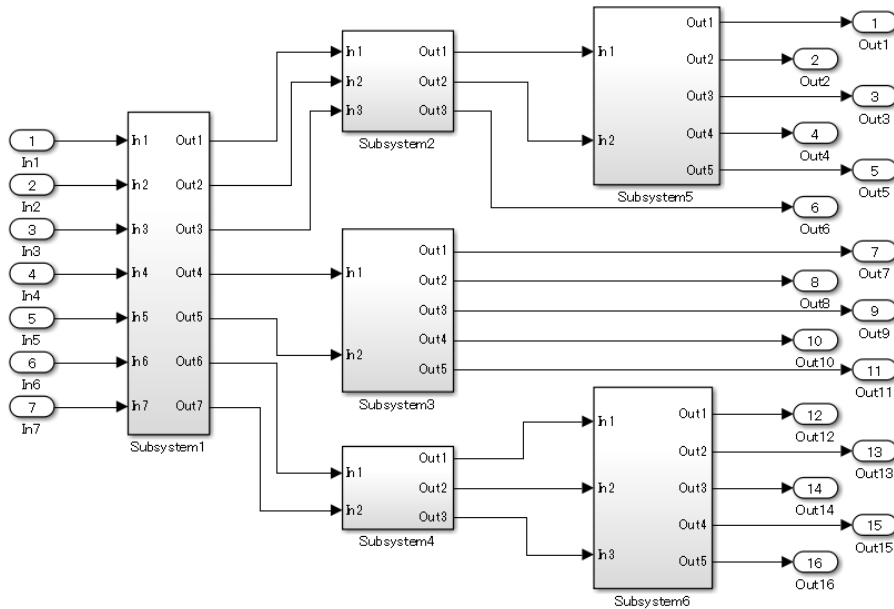 1
In1
2
In2
3
In3
4
In4
5
In5
6
In6
7
In7
In1 Out1
In2 Out2
In3 Out3
In4 Out4
In5 Out5
In6 Out6
In7 Out7
Subsystem1
In1 Out1
In2 Out2
In3 Out3
Subsystem2
In1 Out1
In2 Out2
Out3
Out4
Out5
Subsystem3
In1 Out1
In2 Out2
Out3
Subsystem4
In1 Out1
Out2
Out3
In2 Out4
Out5
Subsystem5
In1 Out1
Out2
In2 Out3
Out4
In3 Out5
Subsystem6
1
Out1
2
Out2
3
Out3
4
Out4
5
Out5
6
Out6
7
Out7
8
Out8
9
Out9
10
Out10
11
Out11
12
Out12
13
Out13
14
Out14
15
Out15
16
Out16